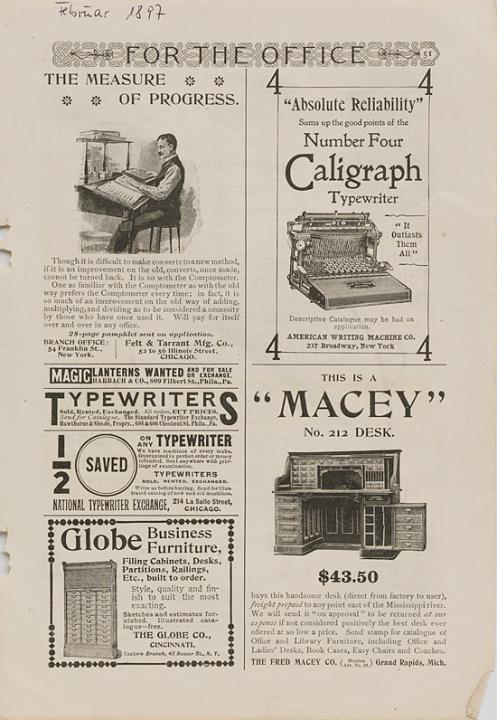 Februar 1897
FOR THE OFFICE
51
THE MEASURE
OF PROGRESS.
Though it is difficult to make converts to a new method,
if it is an improvement on the old, converts, once made,
cannot be turned back. It is so with the Comptometer.
One as familiar with the Comptometer as with the old
way prefers the Comptometer every time; in fact, it is
so much of an improvement on the old way of adding,
multiplying, and dividing as to be considered a necessity
by those who have once used it. Will pay for itself
over and over in any office.
28-page pamphlet sent on application.
BRANCH OFFICE:
54 Franklin St.,
New York.
Felt & Tarrant Mfg. Co.,
52 to 56 Illinois Street,
CHICAGO.
MAGIC LANTERNS WANTED AND FOR SALE
OR EXCHANGE.
HARBACH & CO., 809 Filbert St., Phila., Pa.
TYPEWRITERS
Sold, Rented, Exchanged. All makes. CUT PRICES.
Send for Catalogue. The Standard Typewriter Exchange,
Hawthorne & Propr., 604 & 606 Chestnut St. Phila., Pa.
1/2
SAVED
ON ANY TYPEWRITER
We have machines of every make.
Guaranteed in perfect order or money
refunded. Sent anywhere with priv-
ilege of examination.
TYPEWRITERS
SOLD, RENTED, EXCHANGED.
Write us before buying. Send for illus-
trated catalog of new and old machines.
NATIONAL TYPEWRITER EXCHANGE, 214 La Salle Street,
CHICAGO.
Globe Business
Furniture,
Filing Cabinets, Desks,
Partitions, Railings,
Etc., built to order.
Style, quality and fin-
ish to suit the most
exacting.
Sketches and estimates fur-
nished. Illustrated cata-
logue—free.
THE GLOBE CO.,
CINCINNATI.
Eastern Branch, 42 Beaver St., N. Y.
4 4
"Absolute Reliability"
Sums up the good points of the
Number Four
Caligraph
Typewriter
"It
Outlasts
Them
All"
Descriptive Catalogue may be had on
application.
AMERICAN WRITING MACHINE CO.
237 Broadway, New York
4 4
THIS IS A
"MACEY"
No. 212 DESK.
$43.50
buys this handsome desk (direct from factory to user),
freight prepaid to any point east of the Mississippi river.
We will send it "on approval" to be returned at our
expense if not considered positively the best desk ever
offered at so low a price. Send stamp for catalogue of
Office and Library Furniture, including Office and
Ladies' Desks, Book Cases, Easy Chairs and Couches.
THE FRED MACEY CO. (Mention) Grand Rapids, Mich.